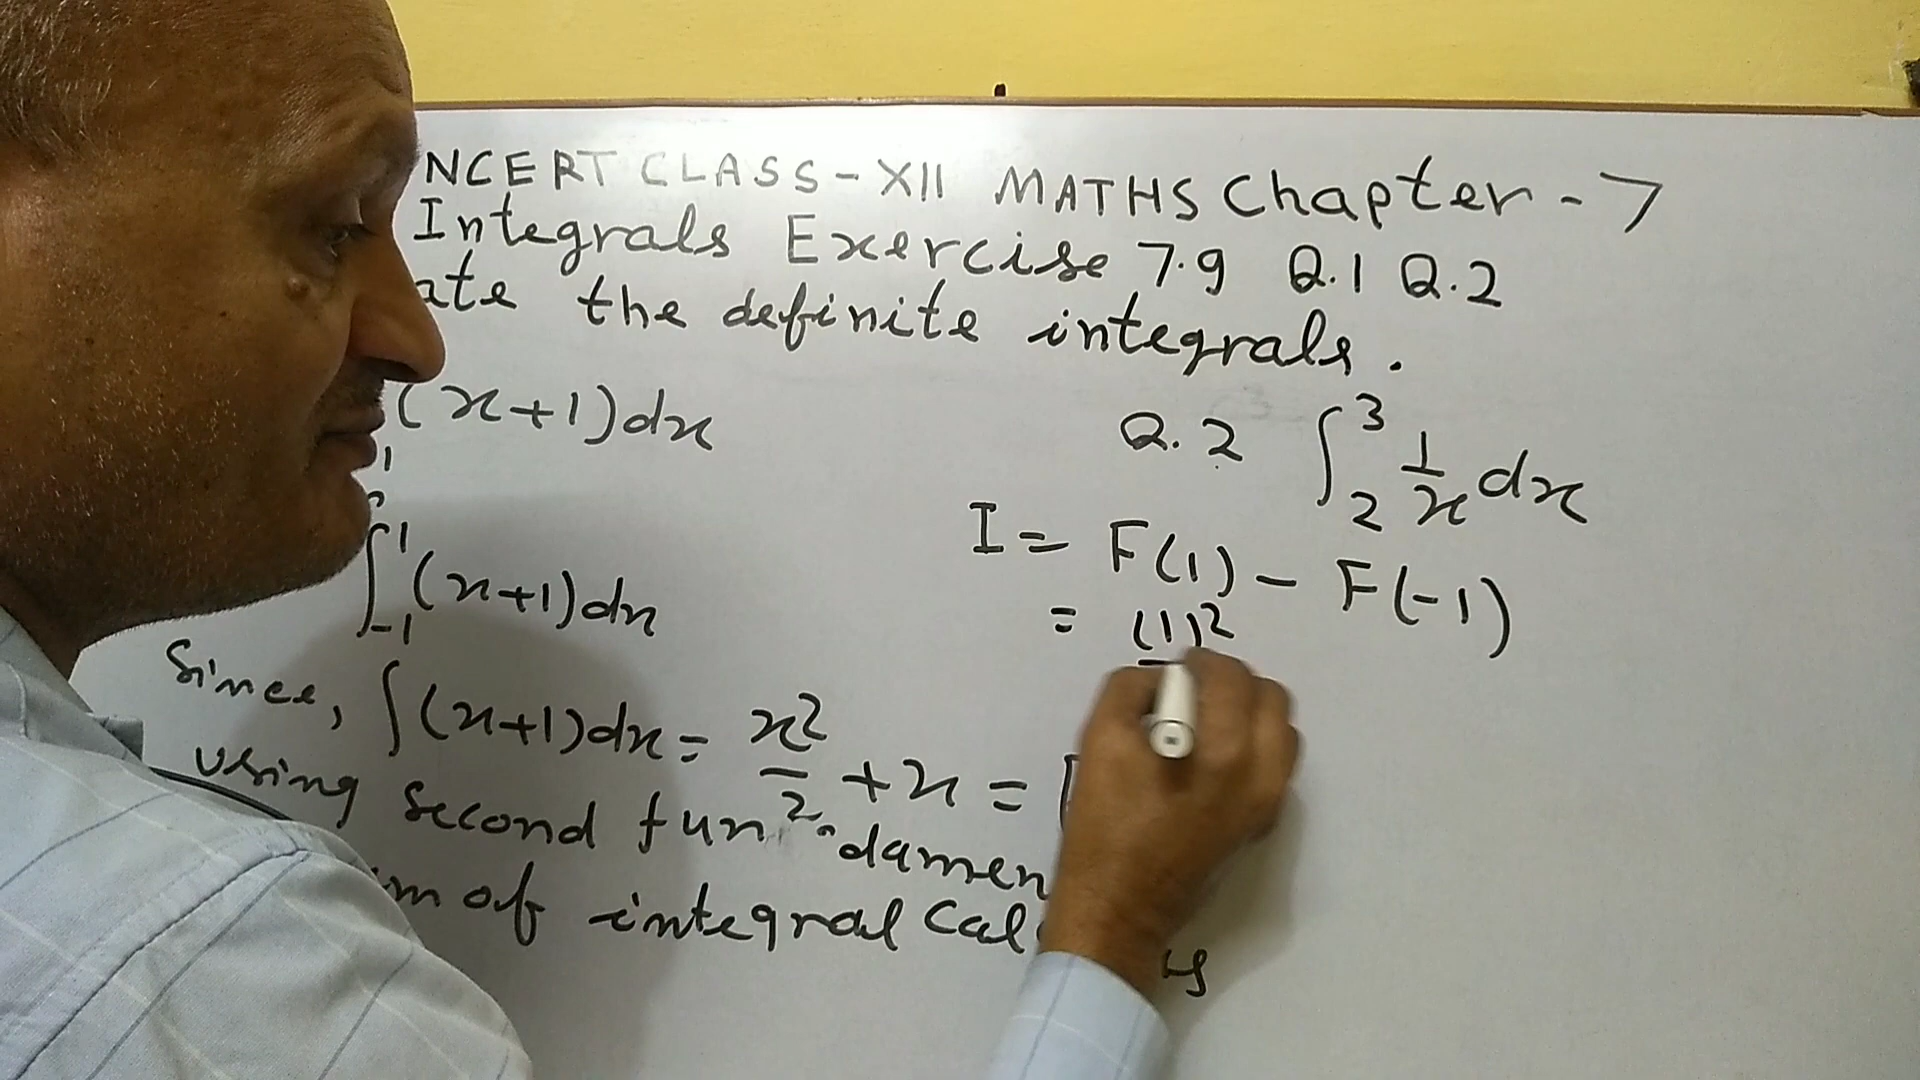 NCERT CLASS-XII MATHS Chapter-7
Integrals Exercise 7.9 Q.1 Q.2
ate the definite integrals.
(x+1)dx
1
Q.2 ∫₂³ 1/x dx
∫₋₁¹(x+1)dx
Since, ∫(x+1)dx = x²/2 + x =
using second fundamen
m of integral Cal
I = F(1) - F(-1)
= (1)²